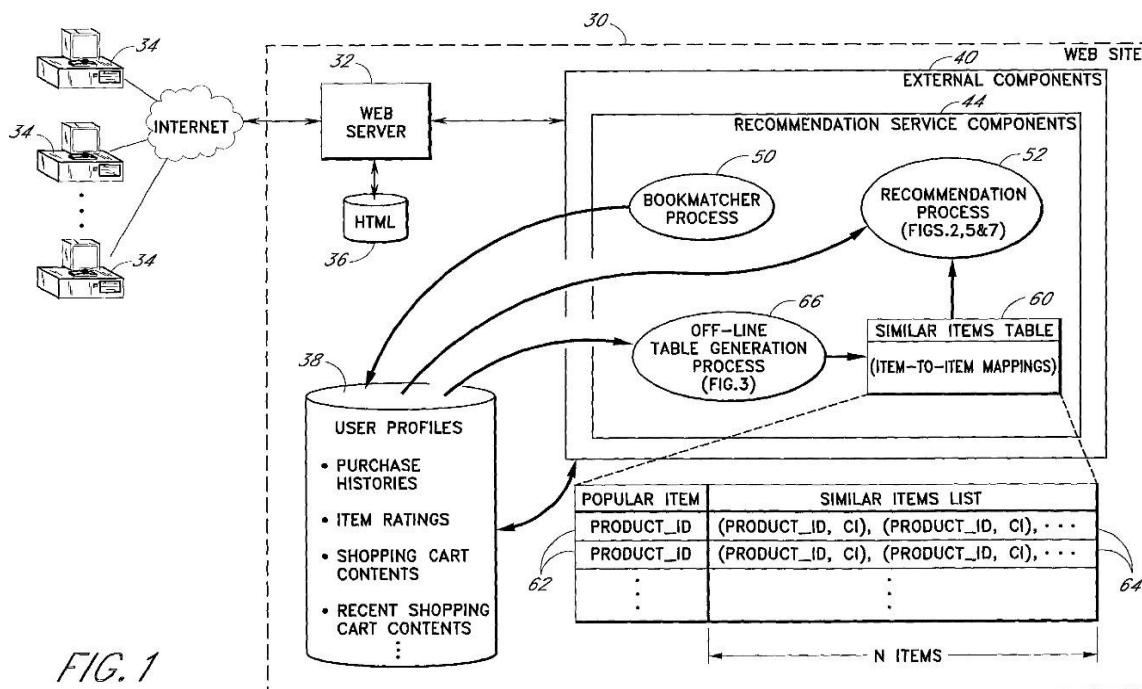 30
WEB SITE
34
34
34
INTERNET
32
WEB
SERVER
HTML
36
40
EXTERNAL COMPONENTS
44
RECOMMENDATION SERVICE COMPONENTS
50
BOOKMATCHER
PROCESS
52
RECOMMENDATION
PROCESS
(FIGS.2,5&7)
66
OFF-LINE
TABLE GENERATION
PROCESS
(FIG.3)
60
SIMILAR ITEMS TABLE
(ITEM-TO-ITEM MAPPINGS)
38
USER PROFILES
• PURCHASE
HISTORIES
• ITEM RATINGS
• SHOPPING CART
CONTENTS
• RECENT SHOPPING
CART CONTENTS
POPULAR ITEM SIMILAR ITEMS LIST
PRODUCT_ID (PRODUCT_ID, CI), (PRODUCT_ID, CI), · · ·
PRODUCT_ID (PRODUCT_ID, CI), (PRODUCT_ID, CI), · · ·
62
64
N ITEMS
FIG. 1